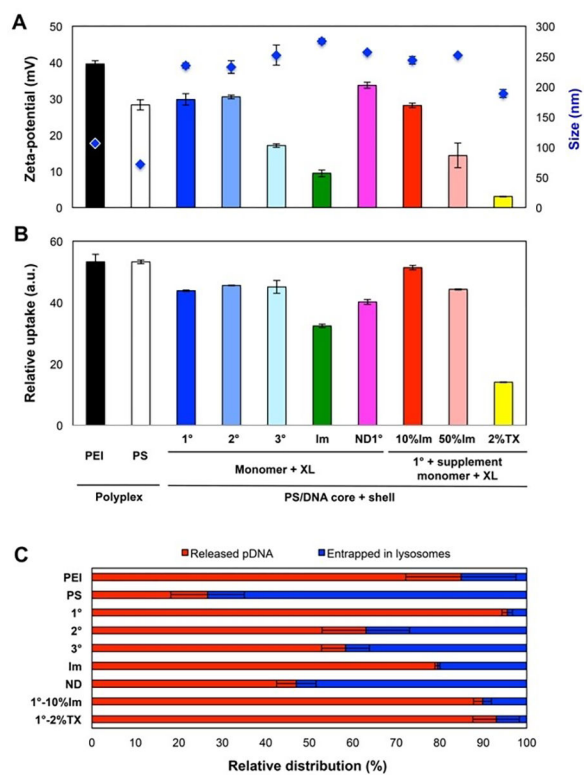 A
Zeta-potential (mV)
50
40
30
20
10
0
300
250
200
150
100
50
0
Size (nm)
B
Relative uptake (a.u.)
60
40
20
0
1° 2° 3° Im ND1° 10%Im 50%Im 2%TX
PEI PS
Monomer + XL
1° + supplement
monomer + XL
Polyplex
PS/DNA core + shell
C
Released pDNA Entrapped in lysosomes
PEI
PS
1°
2°
3°
Im
ND
1°-10%Im
1°-2%TX
0 10 20 30 40 50 60 70 80 90 100
Relative distribution (%)